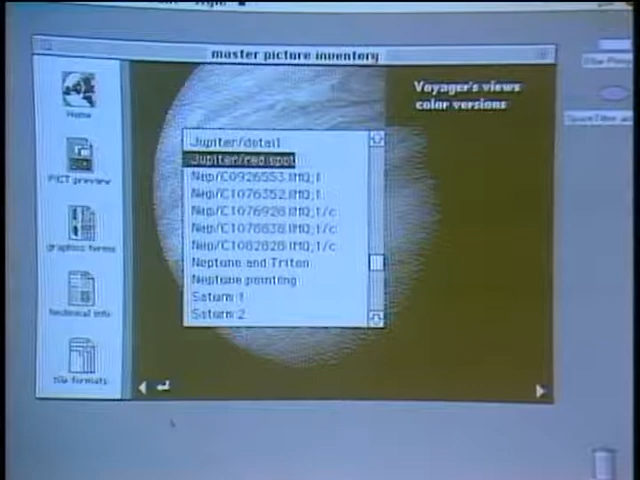 master picture inventory
Voyager's views
color versions
Home
PICT preview
graphics terms
technical info
file formats
Jupiter/detail
Jupiter/red spot
Nep/C0926553.IMQ;1
Nep/C1076352.IMQ;1
Nep/C1076928.IMQ;1/c
Nep/C1078838.IMQ;1/c
Nep/C1082828.IMQ;1/c
Neptune and Triton
Neptune painting
Saturn 1
Saturn 2